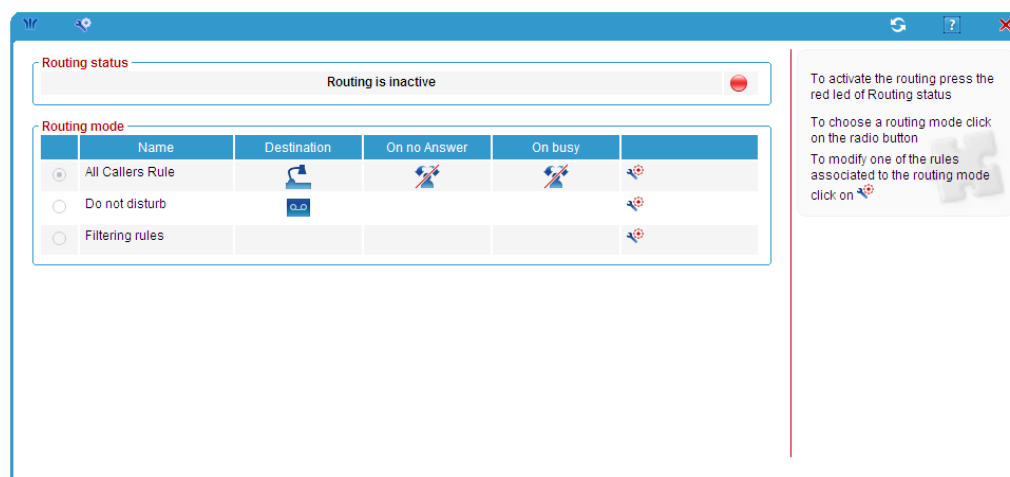 Routing status
Routing is inactive
Routing mode
Name Destination On no Answer On busy
All Callers Rule
Do not disturb
Filtering rules
To activate the routing press the
red led of Routing status
To choose a routing mode click
on the radio button
To modify one of the rules
associated to the routing mode
click on